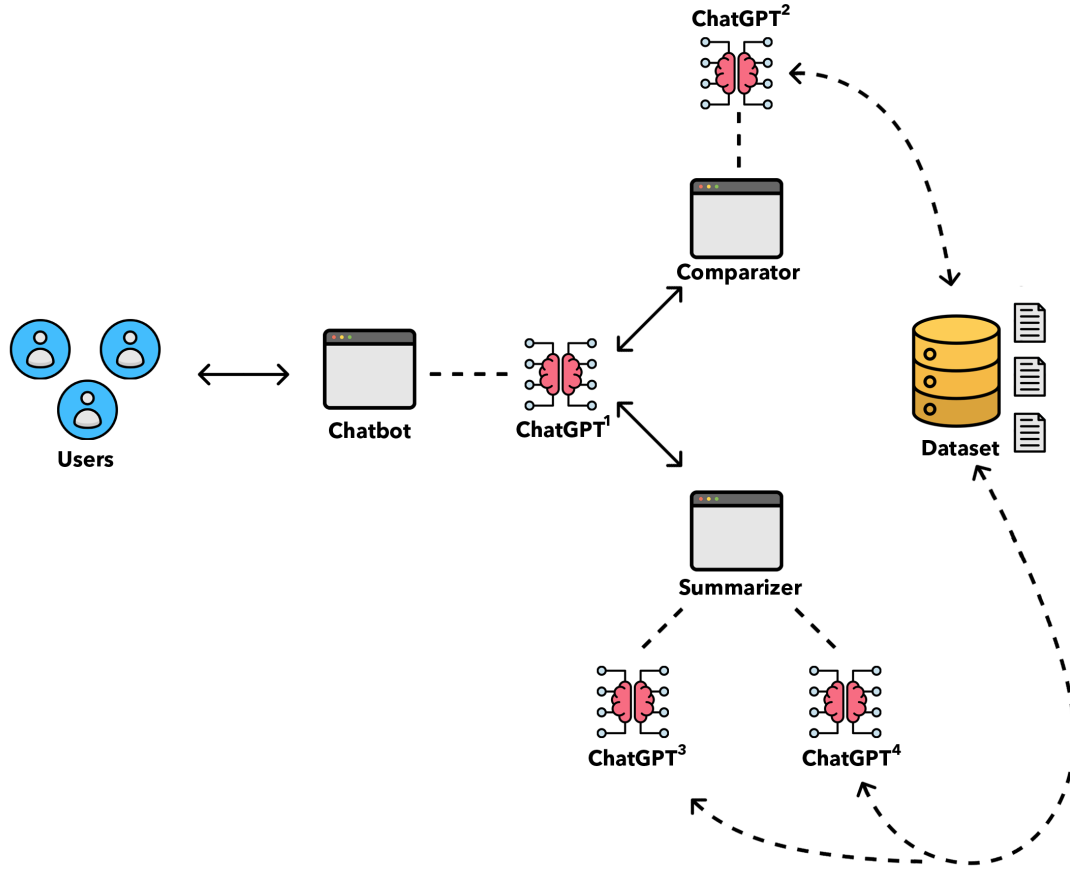 ChatGPT²
Comparator
Users
Chatbot
ChatGPT¹
Dataset
Summarizer
ChatGPT³
ChatGPT⁴